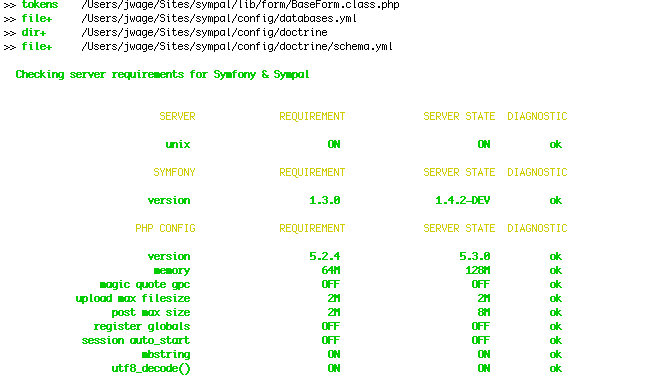 >> tokens    /Users/jwage/Sites/sympal/lib/form/BaseForm.class.php
>> file+     /Users/jwage/Sites/sympal/config/databases.yml
>> dir+      /Users/jwage/Sites/sympal/config/doctrine
>> file+     /Users/jwage/Sites/sympal/config/doctrine/schema.yml
Checking server requirements for Symfony & Sympal
SERVER REQUIREMENT SERVER STATE DIAGNOSTIC
unix ON ON ok
SYMFONY REQUIREMENT SERVER STATE DIAGNOSTIC
version 1.3.0 1.4.2-DEV ok
PHP CONFIG REQUIREMENT SERVER STATE DIAGNOSTIC
version 5.2.4 5.3.0 ok
memory 64M 128M ok
magic quote gpc OFF OFF ok
upload max filesize 2M 2M ok
post max size 2M 8M ok
register globals OFF OFF ok
session auto_start OFF OFF ok
mbstring ON ON ok
utf8_decode() ON ON ok